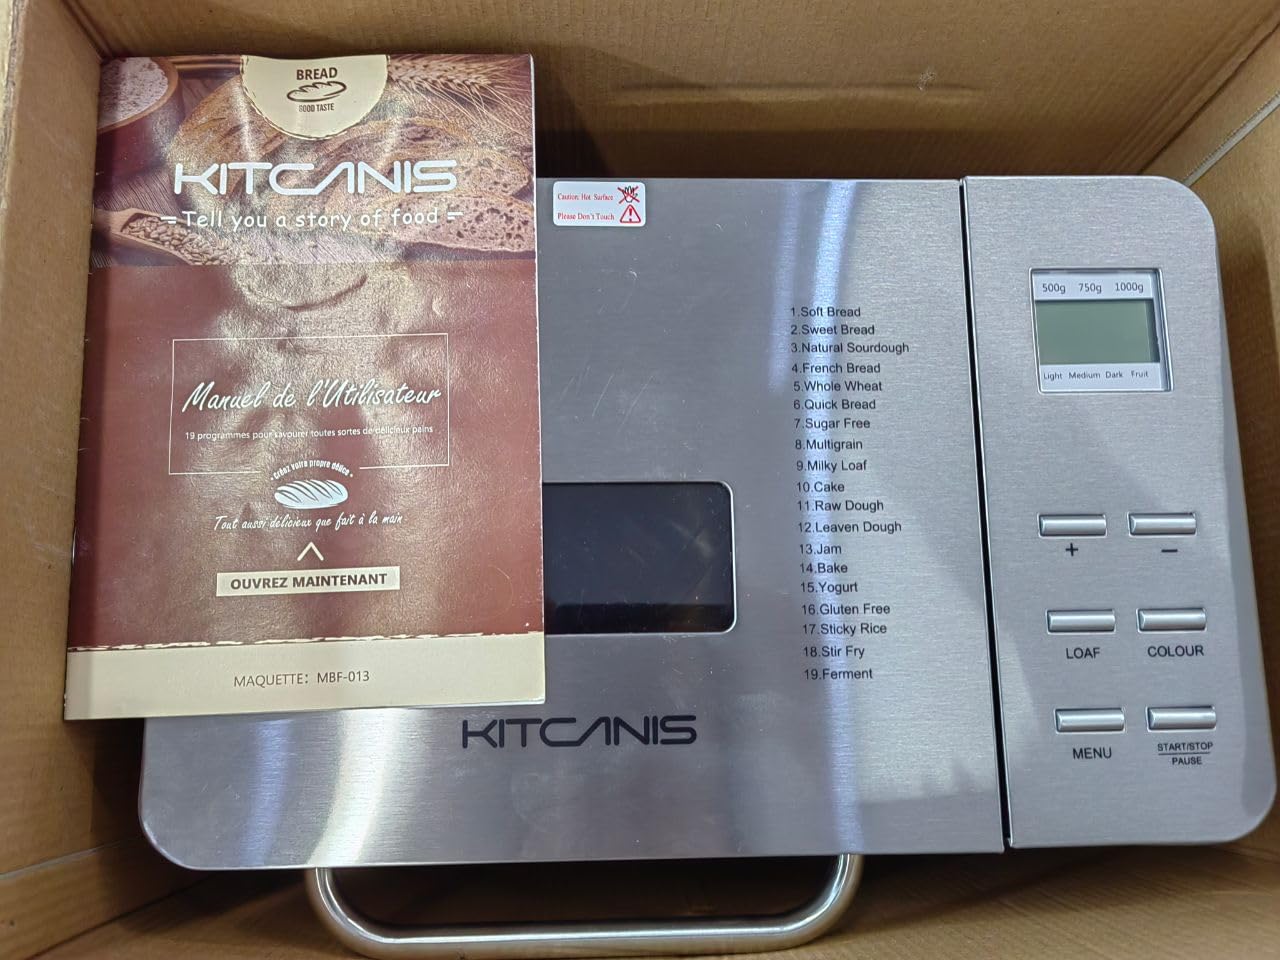 BREAD
GOOD TASTE
KITCANIS
Tell you a story of food
Manuel de l'Utilisateur
19 programmes pour savourer toutes sortes de délicieux pains
Créez votre propre délice
Tout aussi délicieux que fait à la main
OUVREZ MAINTENANT
MAQUETTE: MBF-013
Caution: Hot Surface
Please Don't Touch
1.Soft Bread
2.Sweet Bread
3.Natural Sourdough
4.French Bread
5.Whole Wheat
6.Quick Bread
7.Sugar Free
8.Multigrain
9.Milky Loaf
10.Cake
11.Raw Dough
12.Leaven Dough
13.Jam
14.Bake
15.Yogurt
16.Gluten Free
17.Sticky Rice
18.Stir Fry
19.Ferment
KITCANIS
500g 750g 1000g
Light Medium Dark Fruit
+ −
LOAF COLOUR
MENU START/STOP
PAUSE